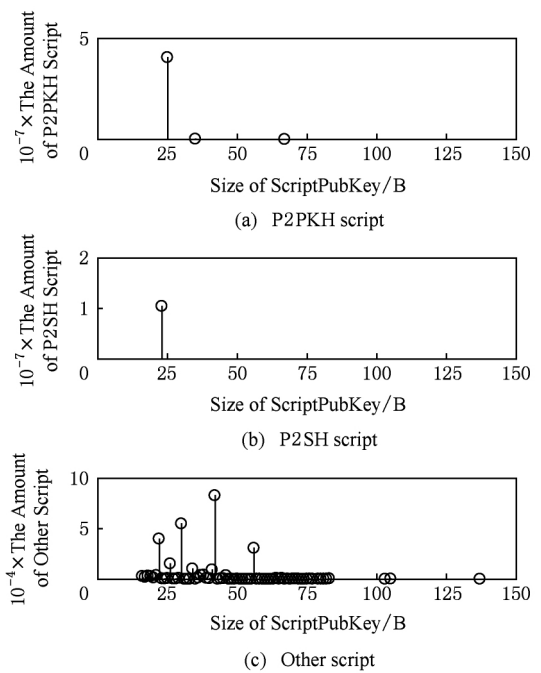 5
10⁻⁷×The Amount
of P2PKH Script
0 25 50 75 100 125 150
Size of ScriptPubKey/B
(a) P2PKH script
2
1
10⁻⁷×The Amount
of P2SH Script
0 25 50 75 100 125 150
Size of ScriptPubKey/B
(b) P2SH script
10
5
10⁻⁴×The Amount
of Other Script
0 25 50 75 100 125 150
Size of ScriptPubKey/B
(c) Other script